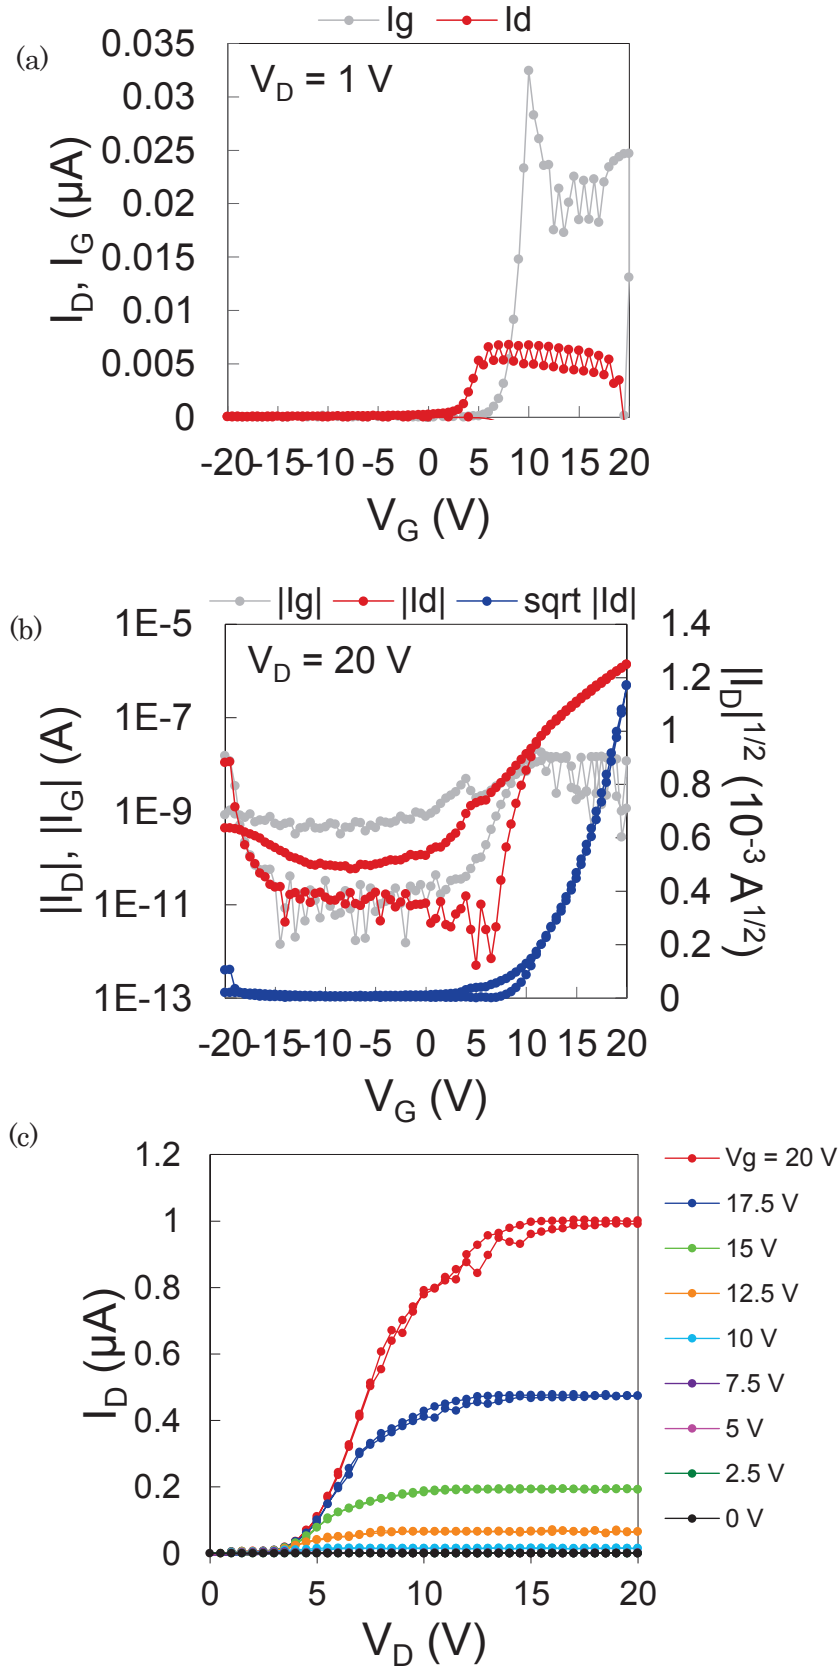 Ig Id
(a)
V_D = 1 V
0.035
0.03
0.025
0.02
0.015
0.01
0.005
0
I_D, I_G (µA)
-20 -15 -10 -5 0 5 10 15 20
V_G (V)
|Ig| |Id| sqrt |Id|
(b)
V_D = 20 V
1E-5
1E-7
1E-9
1E-11
1E-13
|I_D|, |I_G| (A)
1.4
1.2
1
0.8
0.6
0.4
0.2
0
|I_D|^1/2 (10^-3 A^1/2)
-20 -15 -10 -5 0 5 10 15 20
V_G (V)
(c)
1.2
1
0.8
0.6
0.4
0.2
0
I_D (µA)
0 5 10 15 20
V_D (V)
Vg = 20 V
17.5 V
15 V
12.5 V
10 V
7.5 V
5 V
2.5 V
0 V